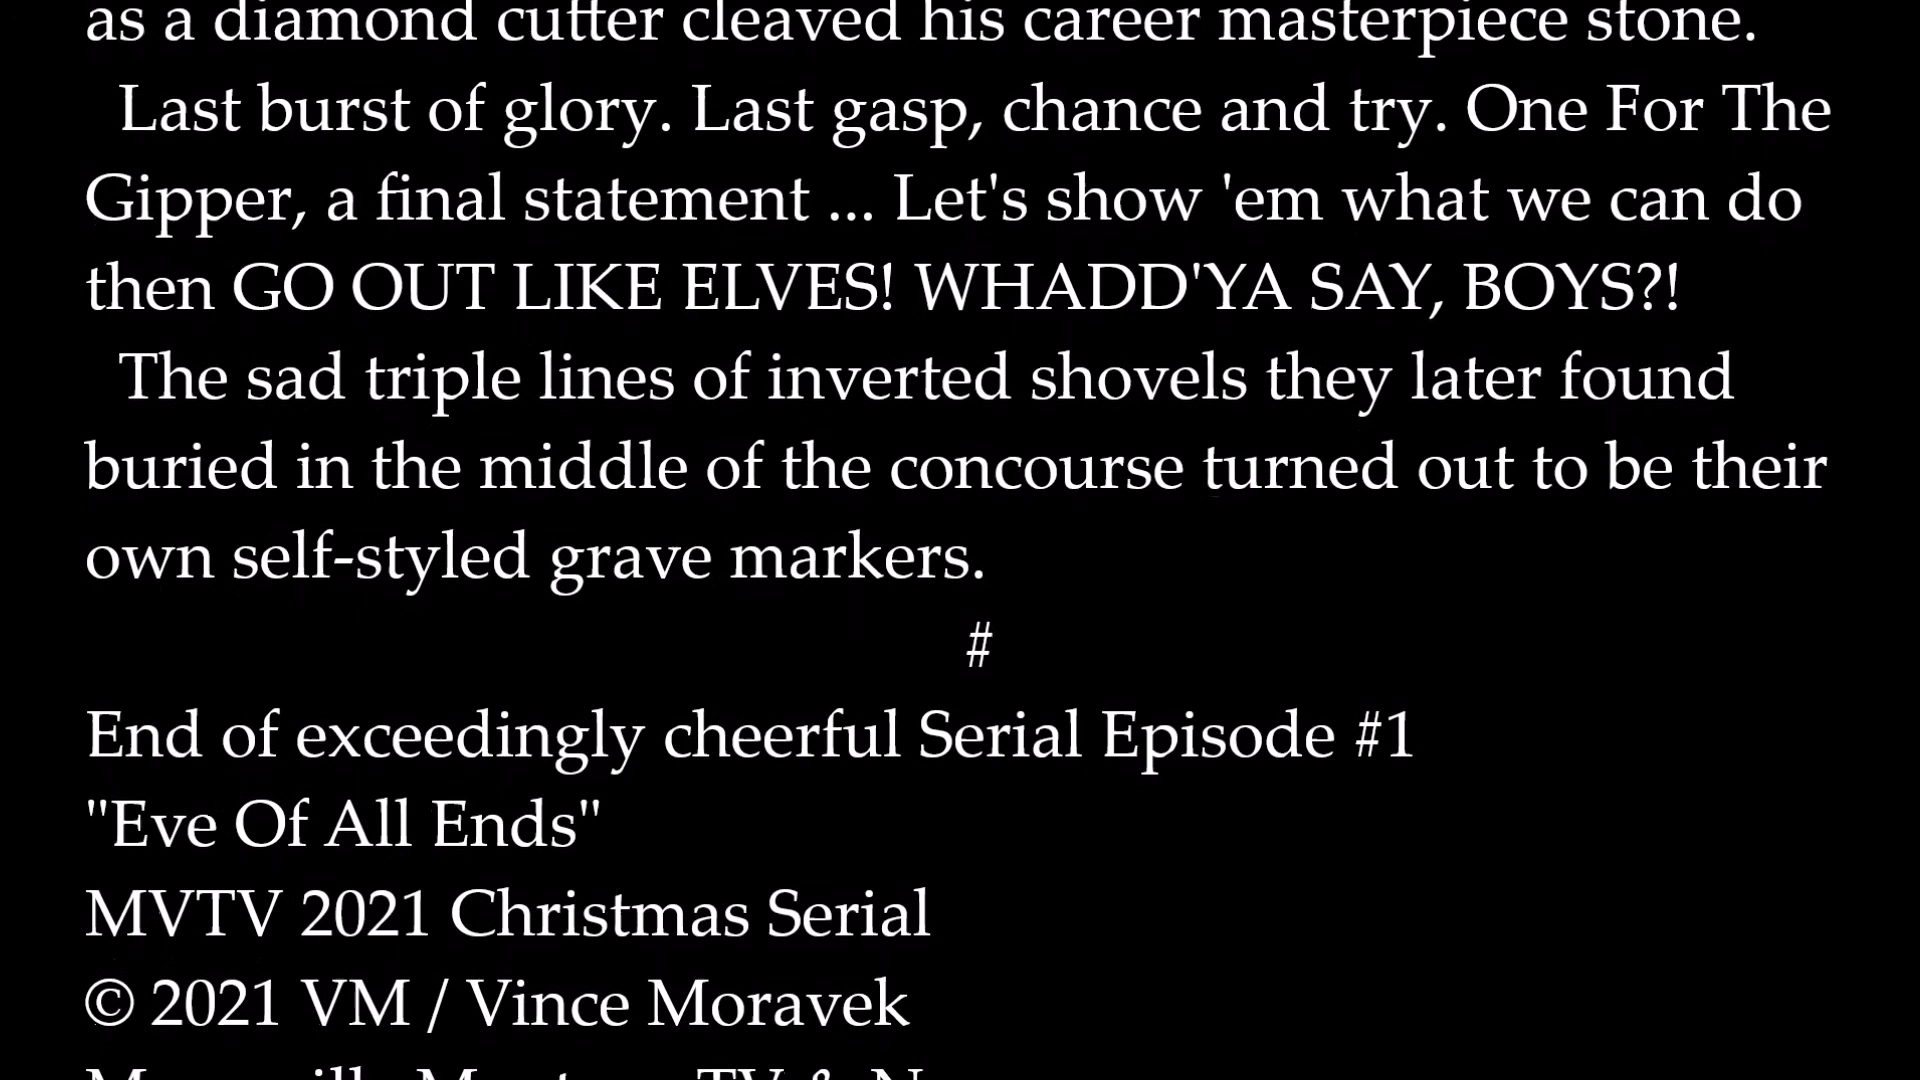 as a diamond cutter cleaved his career masterpiece stone.
Last burst of glory. Last gasp, chance and try. One For The
Gipper, a final statement ... Let's show 'em what we can do
then GO OUT LIKE ELVES! WHADD'YA SAY, BOYS?!
The sad triple lines of inverted shovels they later found
buried in the middle of the concourse turned out to be their
own self-styled grave markers.
#
End of exceedingly cheerful Serial Episode #1
"Eve Of All Ends"
MVTV 2021 Christmas Serial
© 2021 VM / Vince Moravek
TV &